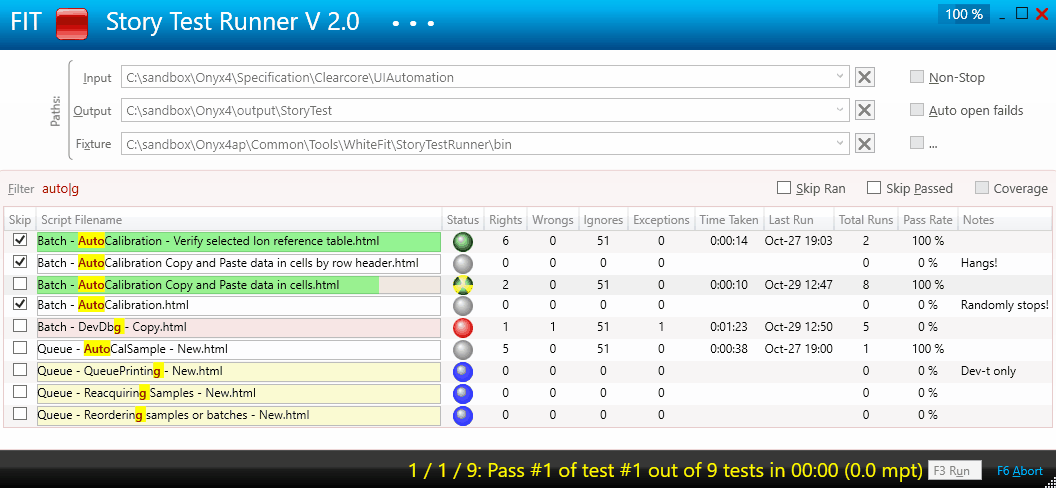 FIT Story Test Runner V 2.0 • • • 100 %
Paths:
Input C:\sandbox\Onyx4\Specification\Clearcore\UIAutomation Non-Stop
Output C:\sandbox\Onyx4\output\StoryTest Auto open failds
Fixture C:\sandbox\Onyx4ap\Common\Tools\WhiteFit\StoryTestRunner\bin ...
Filter auto|g Skip Ran Skip Passed Coverage
Skip Script Filename Status Rights Wrongs Ignores Exceptions Time Taken Last Run Total Runs Pass Rate Notes
Batch - AutoCalibration - Verify selected Ion reference table.html 6 0 51 0 0:00:14 Oct-27 19:03 2 100 %
Batch - AutoCalibration Copy and Paste data in cells by row header.html 0 0 0 0 0 0 % Hangs!
Batch - AutoCalibration Copy and Paste data in cells.html 2 0 51 0 0:00:10 Oct-29 12:47 8 100 %
Batch - AutoCalibration.html 0 0 0 0 0 0 % Randomly stops!
Batch - DevDbg - Copy.html 1 1 51 1 0:01:23 Oct-29 12:50 5 0 %
Queue - AutoCalSample - New.html 5 0 51 0 0:00:38 Oct-27 19:00 1 100 %
Queue - QueuePrinting - New.html 0 0 0 0 0 0 % Dev-t only
Queue - Reacquiring Samples - New.html 0 0 0 0 0 0 %
Queue - Reordering samples or batches - New.html 0 0 0 0 0 0 %
1 / 1 / 9: Pass #1 of test #1 out of 9 tests in 00:00 (0.0 mpt) F3 Run F6 Abort